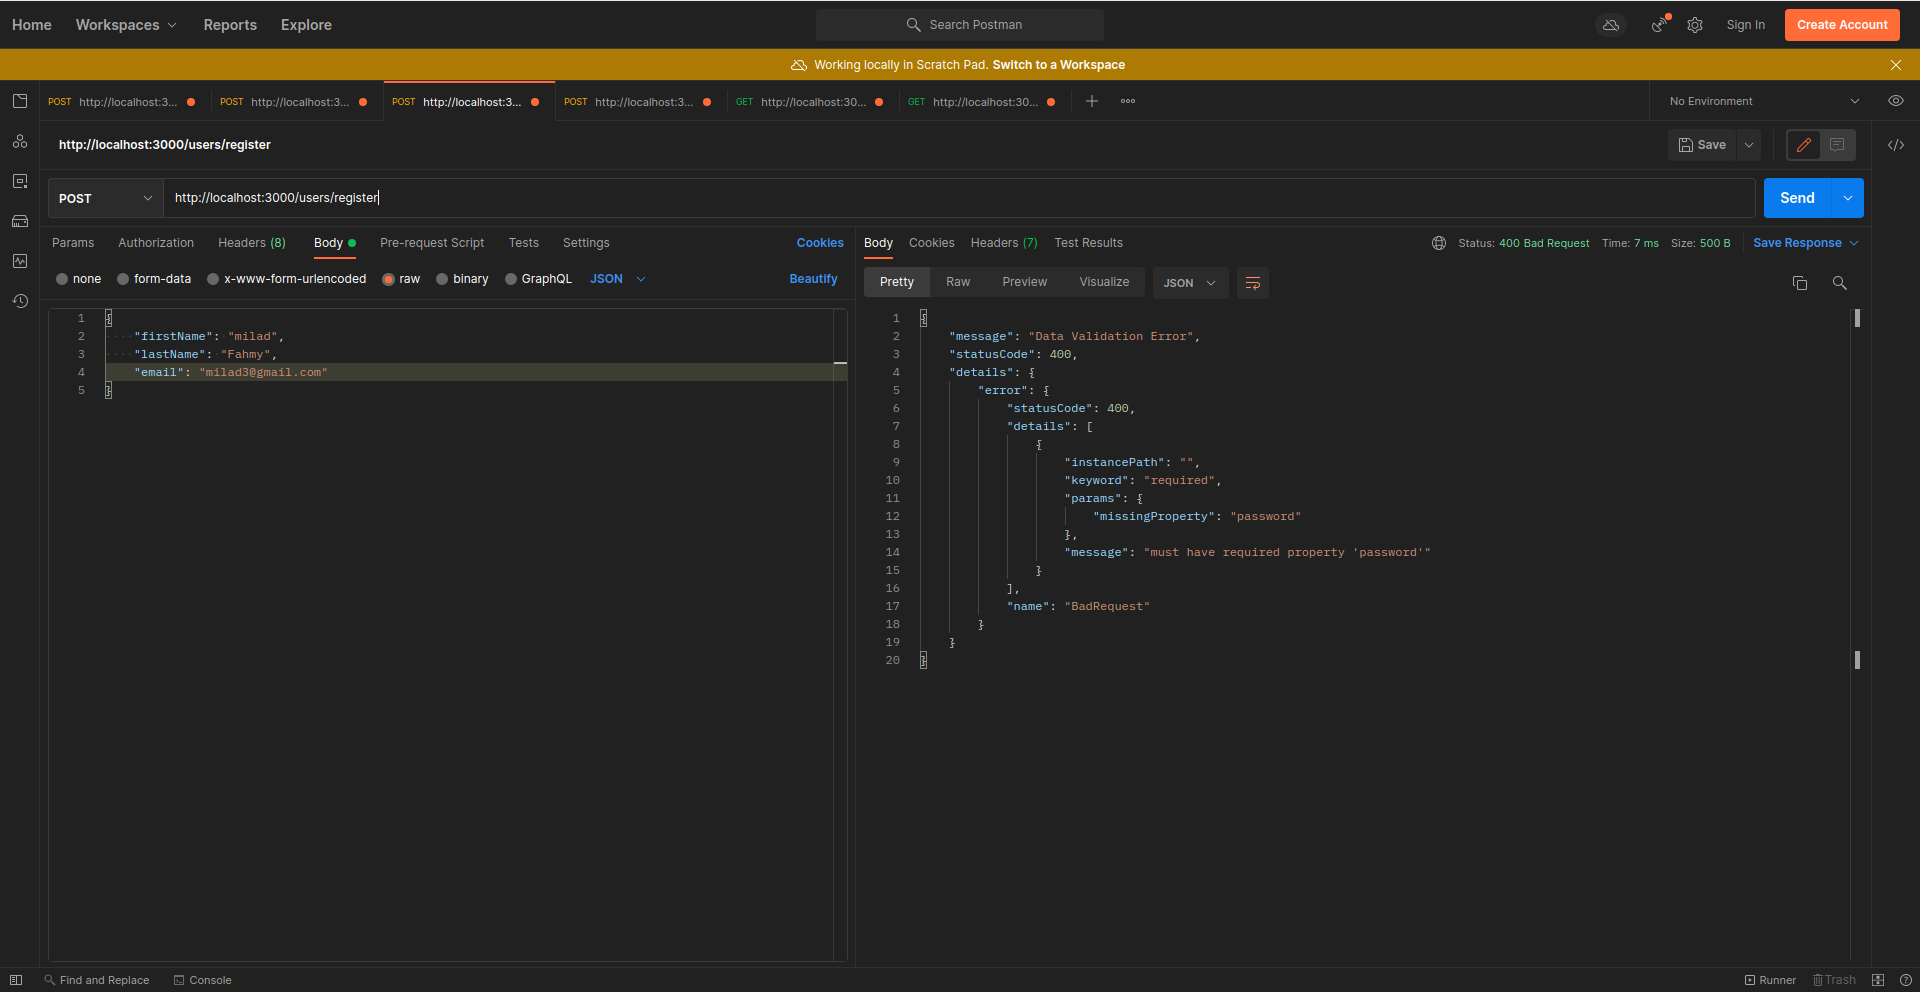 Home Workspaces Reports Explore Search Postman Sign In Create Account
Working locally in Scratch Pad. Switch to a Workspace
POST http://localhost:3... POST http://localhost:3... POST http://localhost:3... POST http://localhost:3... GET http://localhost:30... GET http://localhost:30... No Environment
http://localhost:3000/users/register Save
POST http://localhost:3000/users/register Send
Params Authorization Headers (8) Body Pre-request Script Tests Settings Cookies
none form-data x-www-form-urlencoded raw binary GraphQL JSON Beautify
1 {
2 "firstName": "milad",
3 "lastName": "Fahmy",
4 "email": "milad3@gmail.com"
5 }
Body Cookies Headers (7) Test Results Status: 400 Bad Request Time: 7 ms Size: 500 B Save Response
Pretty Raw Preview Visualize JSON
1 {
2 "message": "Data Validation Error",
3 "statusCode": 400,
4 "details": {
5 "error": {
6 "statusCode": 400,
7 "details": [
8 {
9 "instancePath": "",
10 "keyword": "required",
11 "params": {
12 "missingProperty": "password"
13 },
14 "message": "must have required property 'password'"
15 }
16 ],
17 "name": "BadRequest"
18 }
19 }
20 }
Find and Replace Console Runner Trash